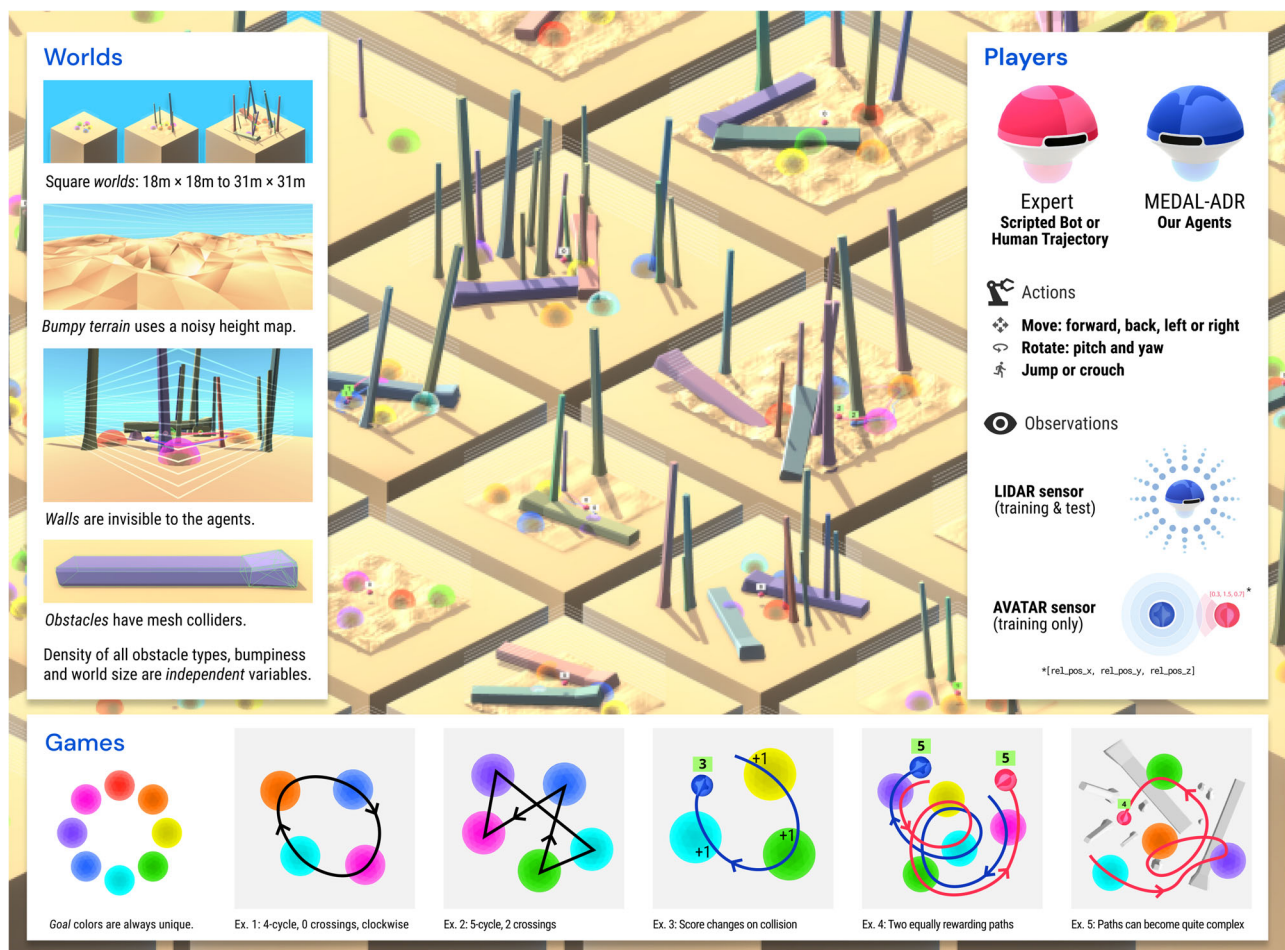 Worlds
Square worlds: 18m × 18m to 31m × 31m
Bumpy terrain uses a noisy height map.
Walls are invisible to the agents.
Obstacles have mesh colliders.
Density of all obstacle types, bumpiness
and world size are independent variables.
Players
Expert
Scripted Bot or
Human Trajectory
MEDAL-ADR
Our Agents
Actions
Move: forward, back, left or right
Rotate: pitch and yaw
Jump or crouch
Observations
LIDAR sensor
(training & test)
AVATAR sensor
(training only)
[0.3, 1.5, 0.7] *
*[rel_pos_x, rel_pos_y, rel_pos_z]
Games
Goal colors are always unique.
Ex. 1: 4-cycle, 0 crossings, clockwise
Ex. 2: 5-cycle, 2 crossings
3
+1
+1
+1
Ex. 3: Score changes on collision
5
5
Ex. 4: Two equally rewarding paths
4
Ex. 5: Paths can become quite complex